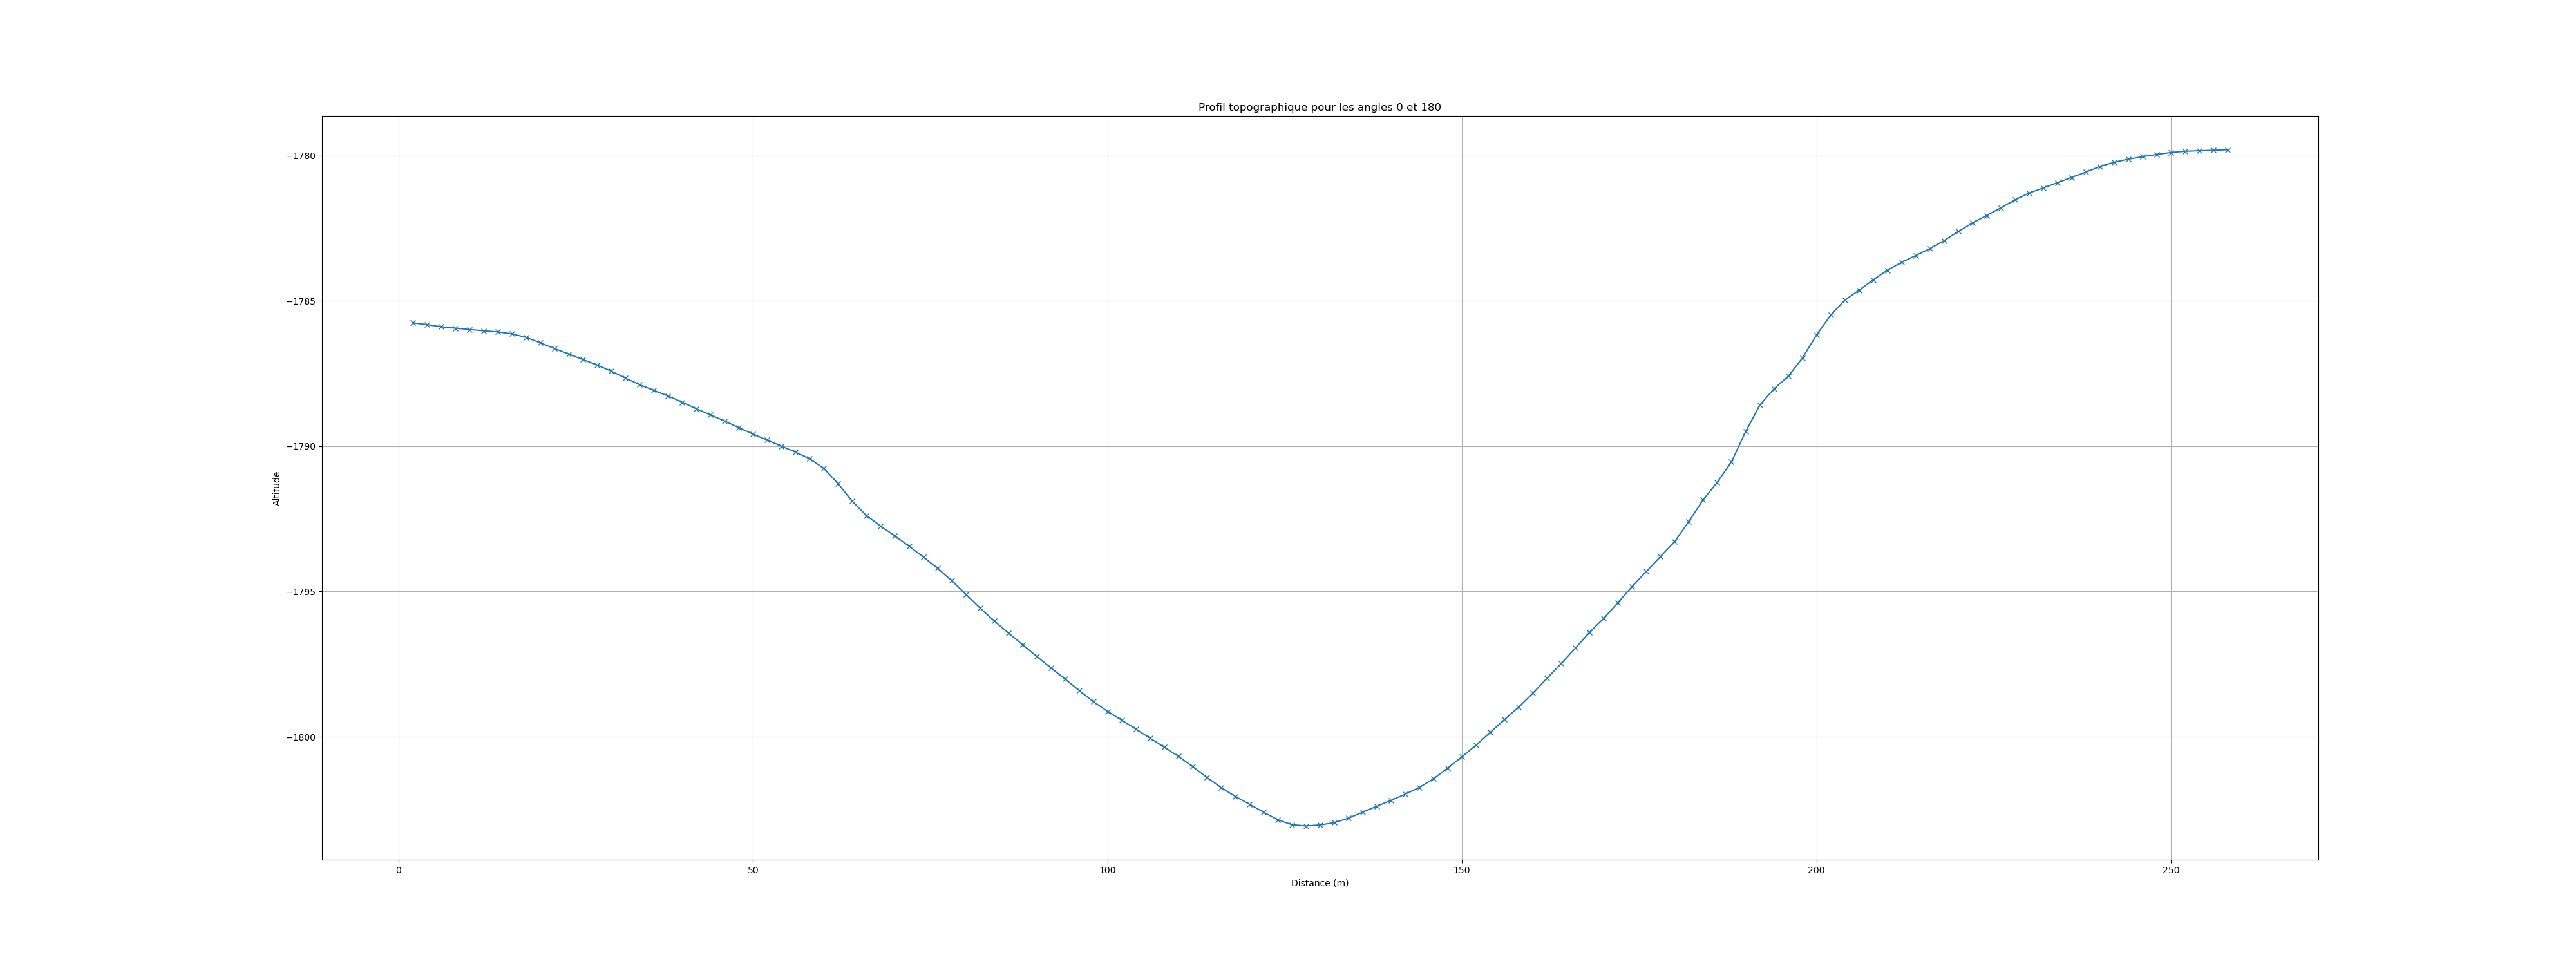 Profil topographique pour les angles 0 et 180
−1780
−1785
−1790
−1795
−1800
Altitude
0 50 100 150 200 250
Distance (m)